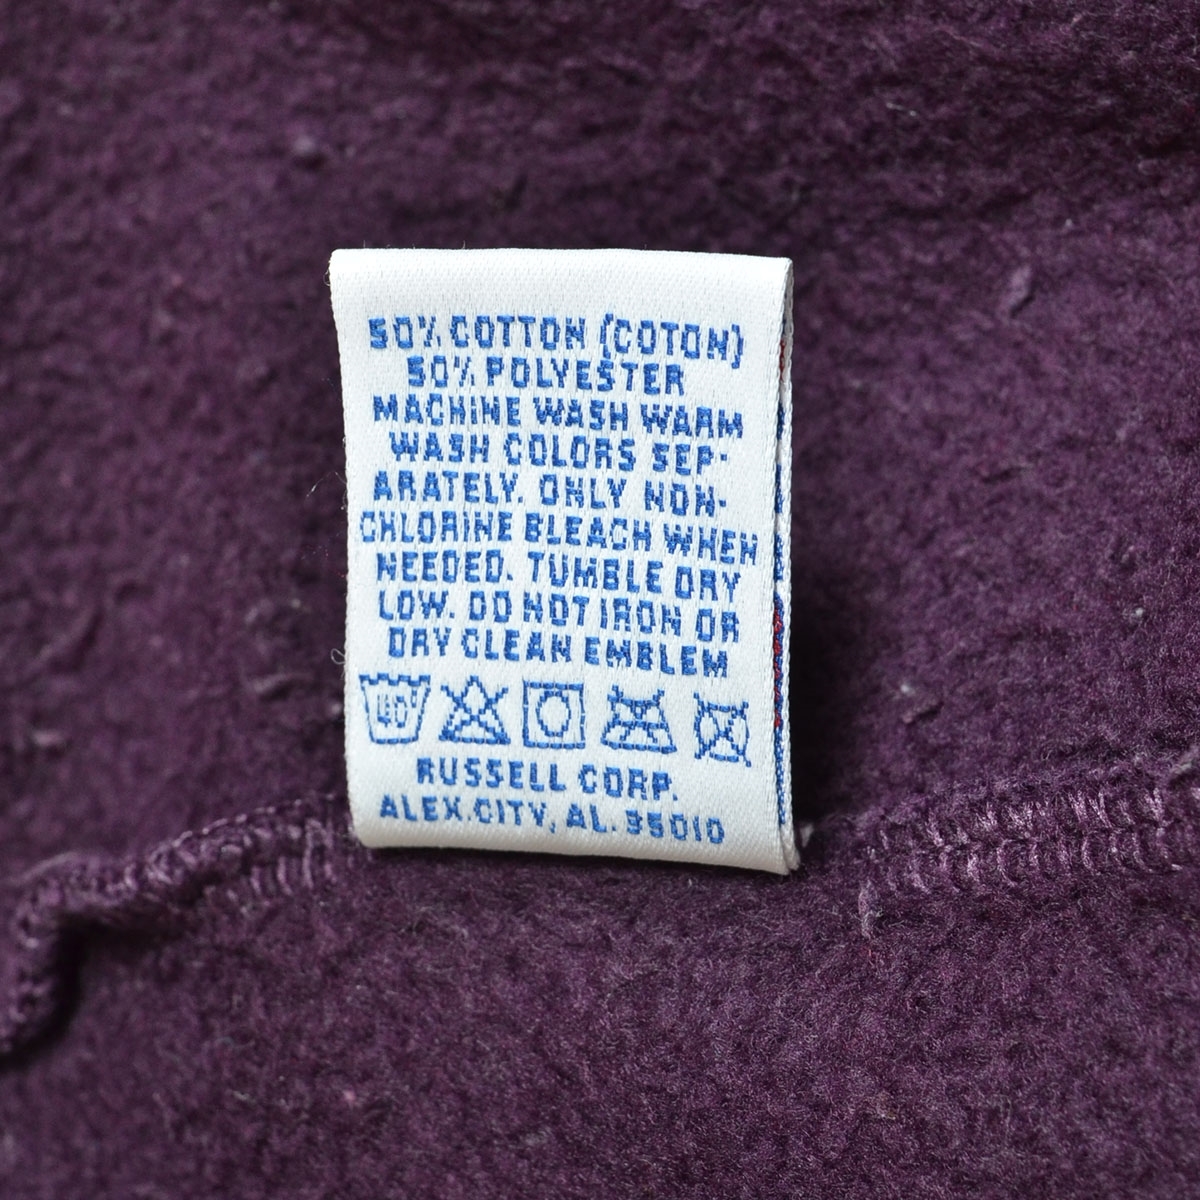 50% COTTON (COTON)
50% POLYESTER
MACHINE WASH WARM
WASH COLORS SEP-
ARATELY. ONLY NON-
CHLORINE BLEACH WHEN
NEEDED. TUMBLE DRY
LOW. DO NOT IRON OR
DRY CLEAN EMBLEM
40°
RUSSELL CORP.
ALEX.CITY, AL. 35010